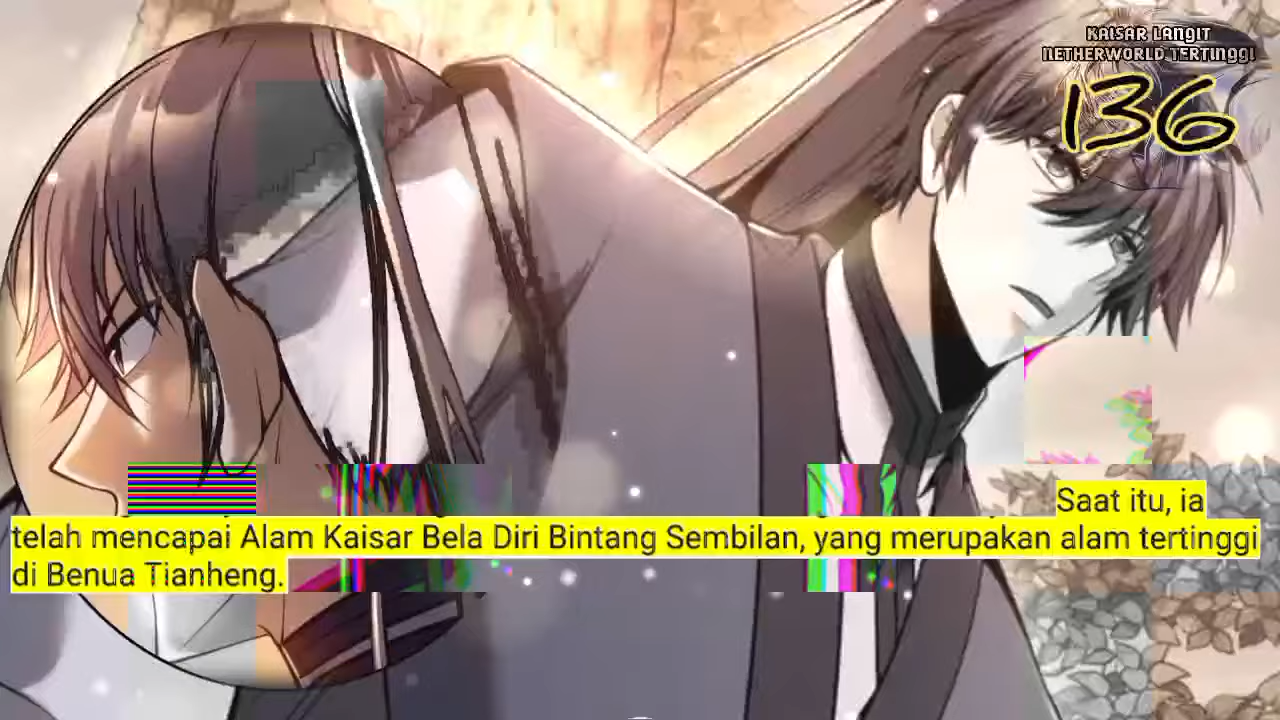 KAISAR LANGIT
NETHERWORLD TERTINGGI
136
Saat itu, ia
telah mencapai Alam Kaisar Bela Diri Bintang Sembilan, yang merupakan alam tertinggi
di Benua Tianheng.